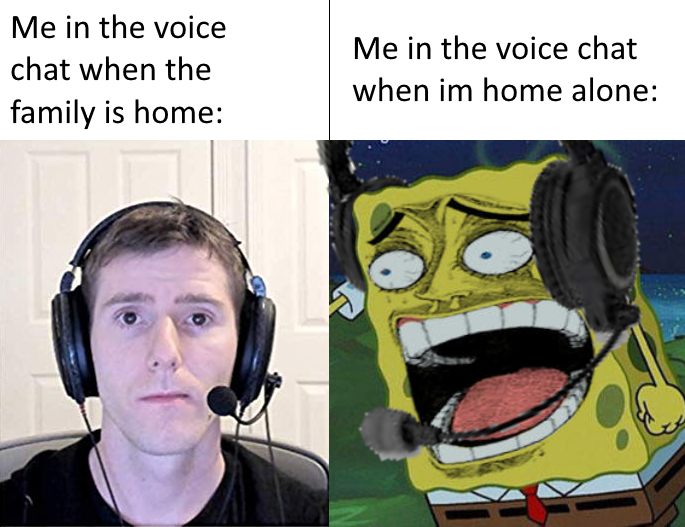 Me in the voice
chat when the
family is home:
Me in the voice chat
when im home alone: